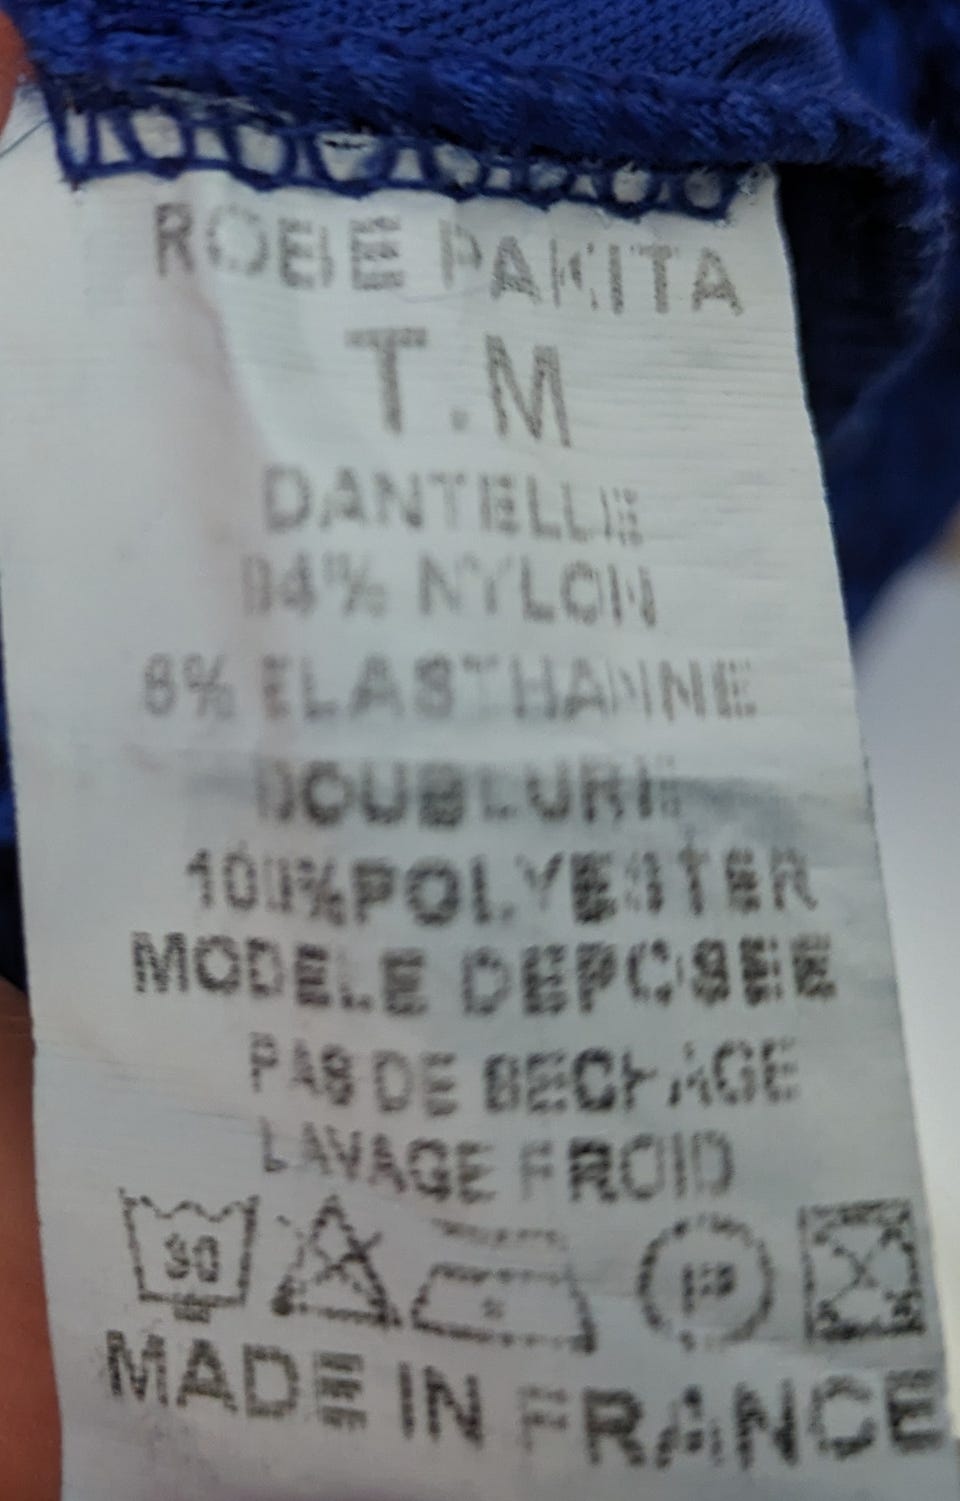 ROBE PAKITA
T.M
DANTELLE
94% NYLON
6% ELASTHANNE
DOUBLURE
100%POLYESTER
MODELE DEPOSEE
PAS DE SECHAGE
LAVAGE FROID
30 P
MADE IN FRANCE